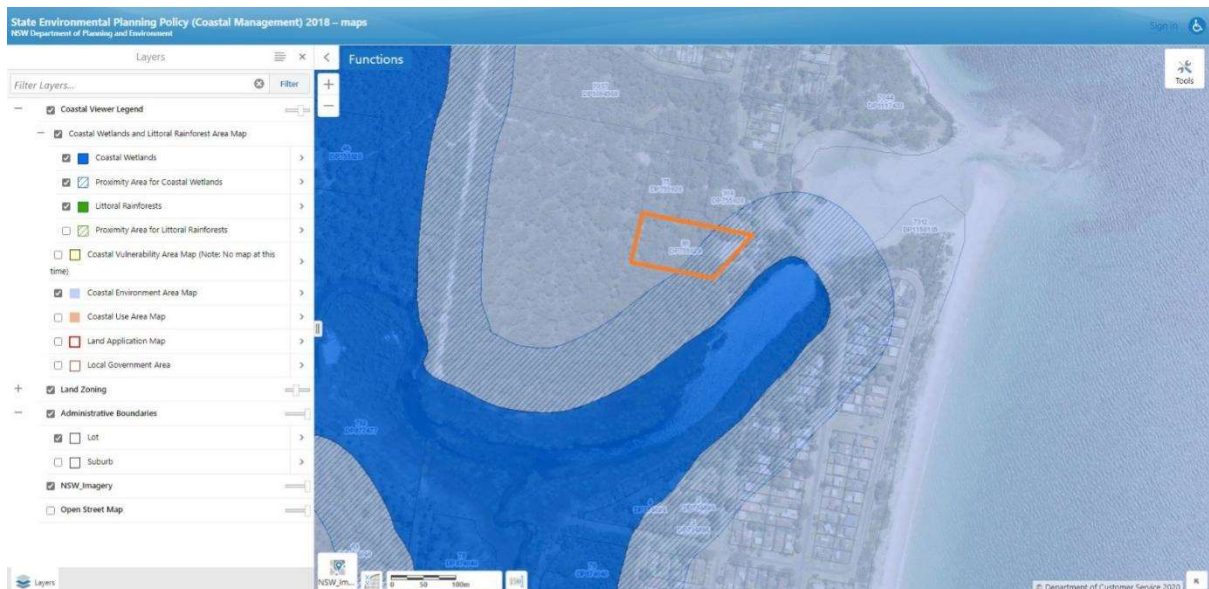 State Environmental Planning Policy (Coastal Management) 2018 – maps
NSW Department of Planning and Environment
Sign in
Layers
Functions
Filter Layers...
Filter
Tools
Coastal Viewer Legend
Coastal Wetlands and Littoral Rainforest Area Map
Coastal Wetlands
Proximity Area for Coastal Wetlands
Littoral Rainforests
Proximity Area for Littoral Rainforests
Coastal Vulnerability Area Map (Note: No map at this
time)
Coastal Environment Area Map
Coastal Use Area Map
Land Application Map
Local Government Area
Land Zoning
Administrative Boundaries
Lot
Suburb
NSW_Imagery
Open Street Map
Layers
NSW_Im...
0 50 100m
© Department of Customer Service 2020